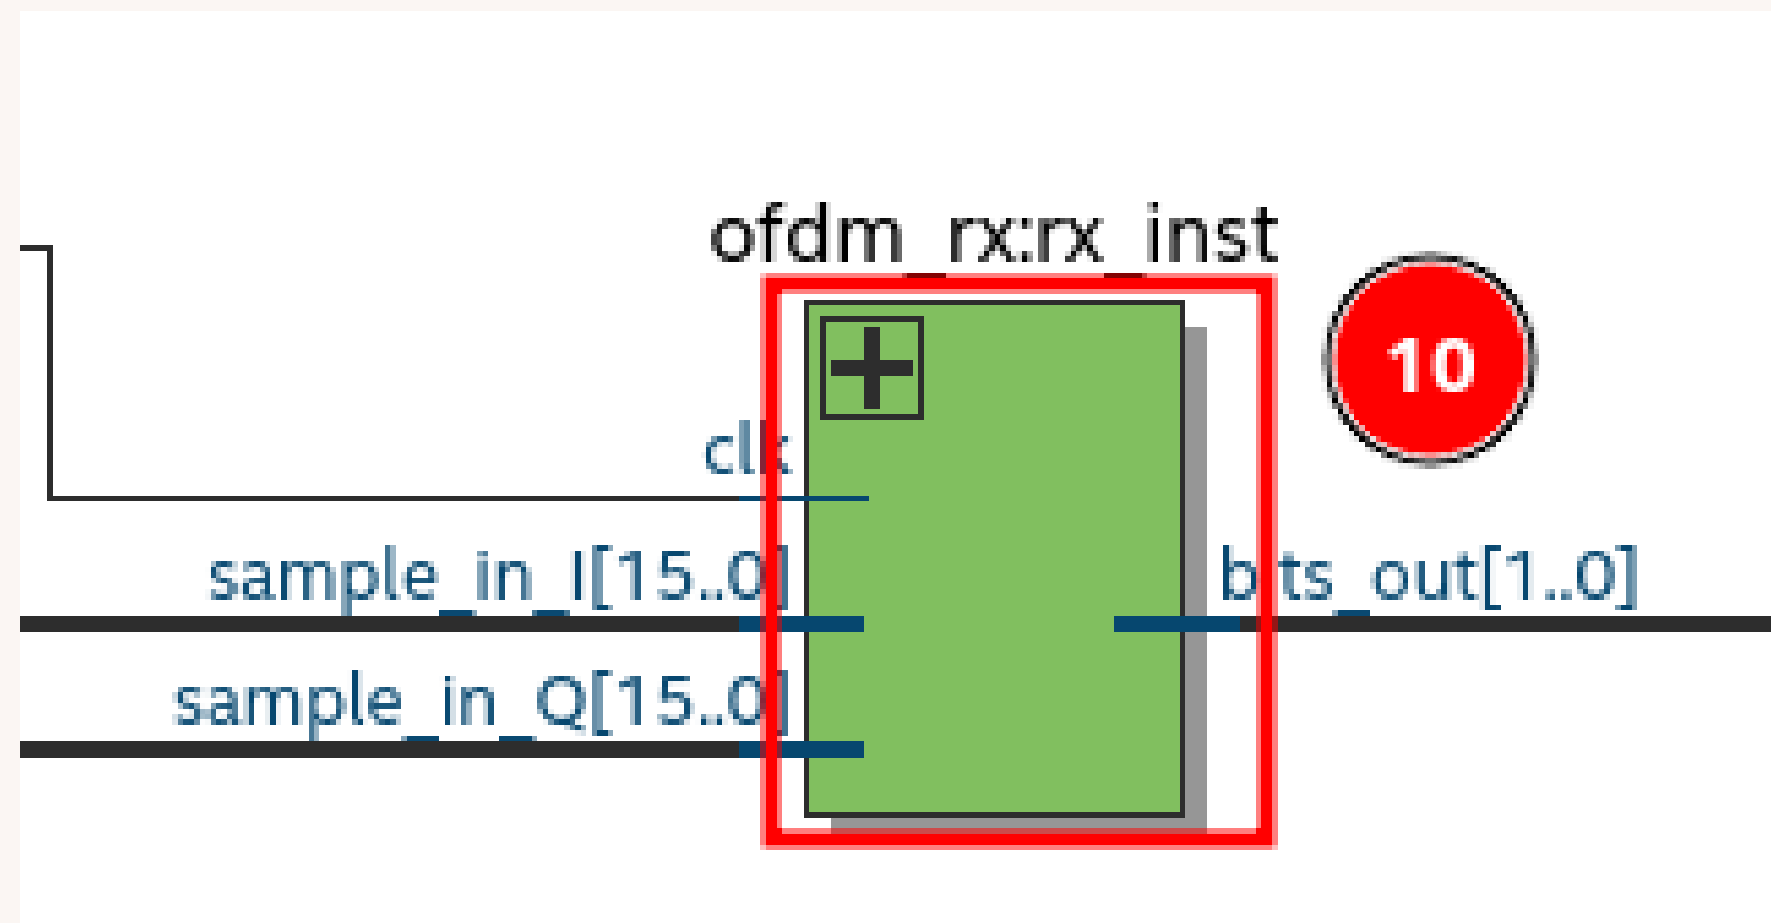 ofdm_rx:rx_inst
10
clk
sample_in_I[15..0]
bits_out[1..0]
sample_in_Q[15..0]